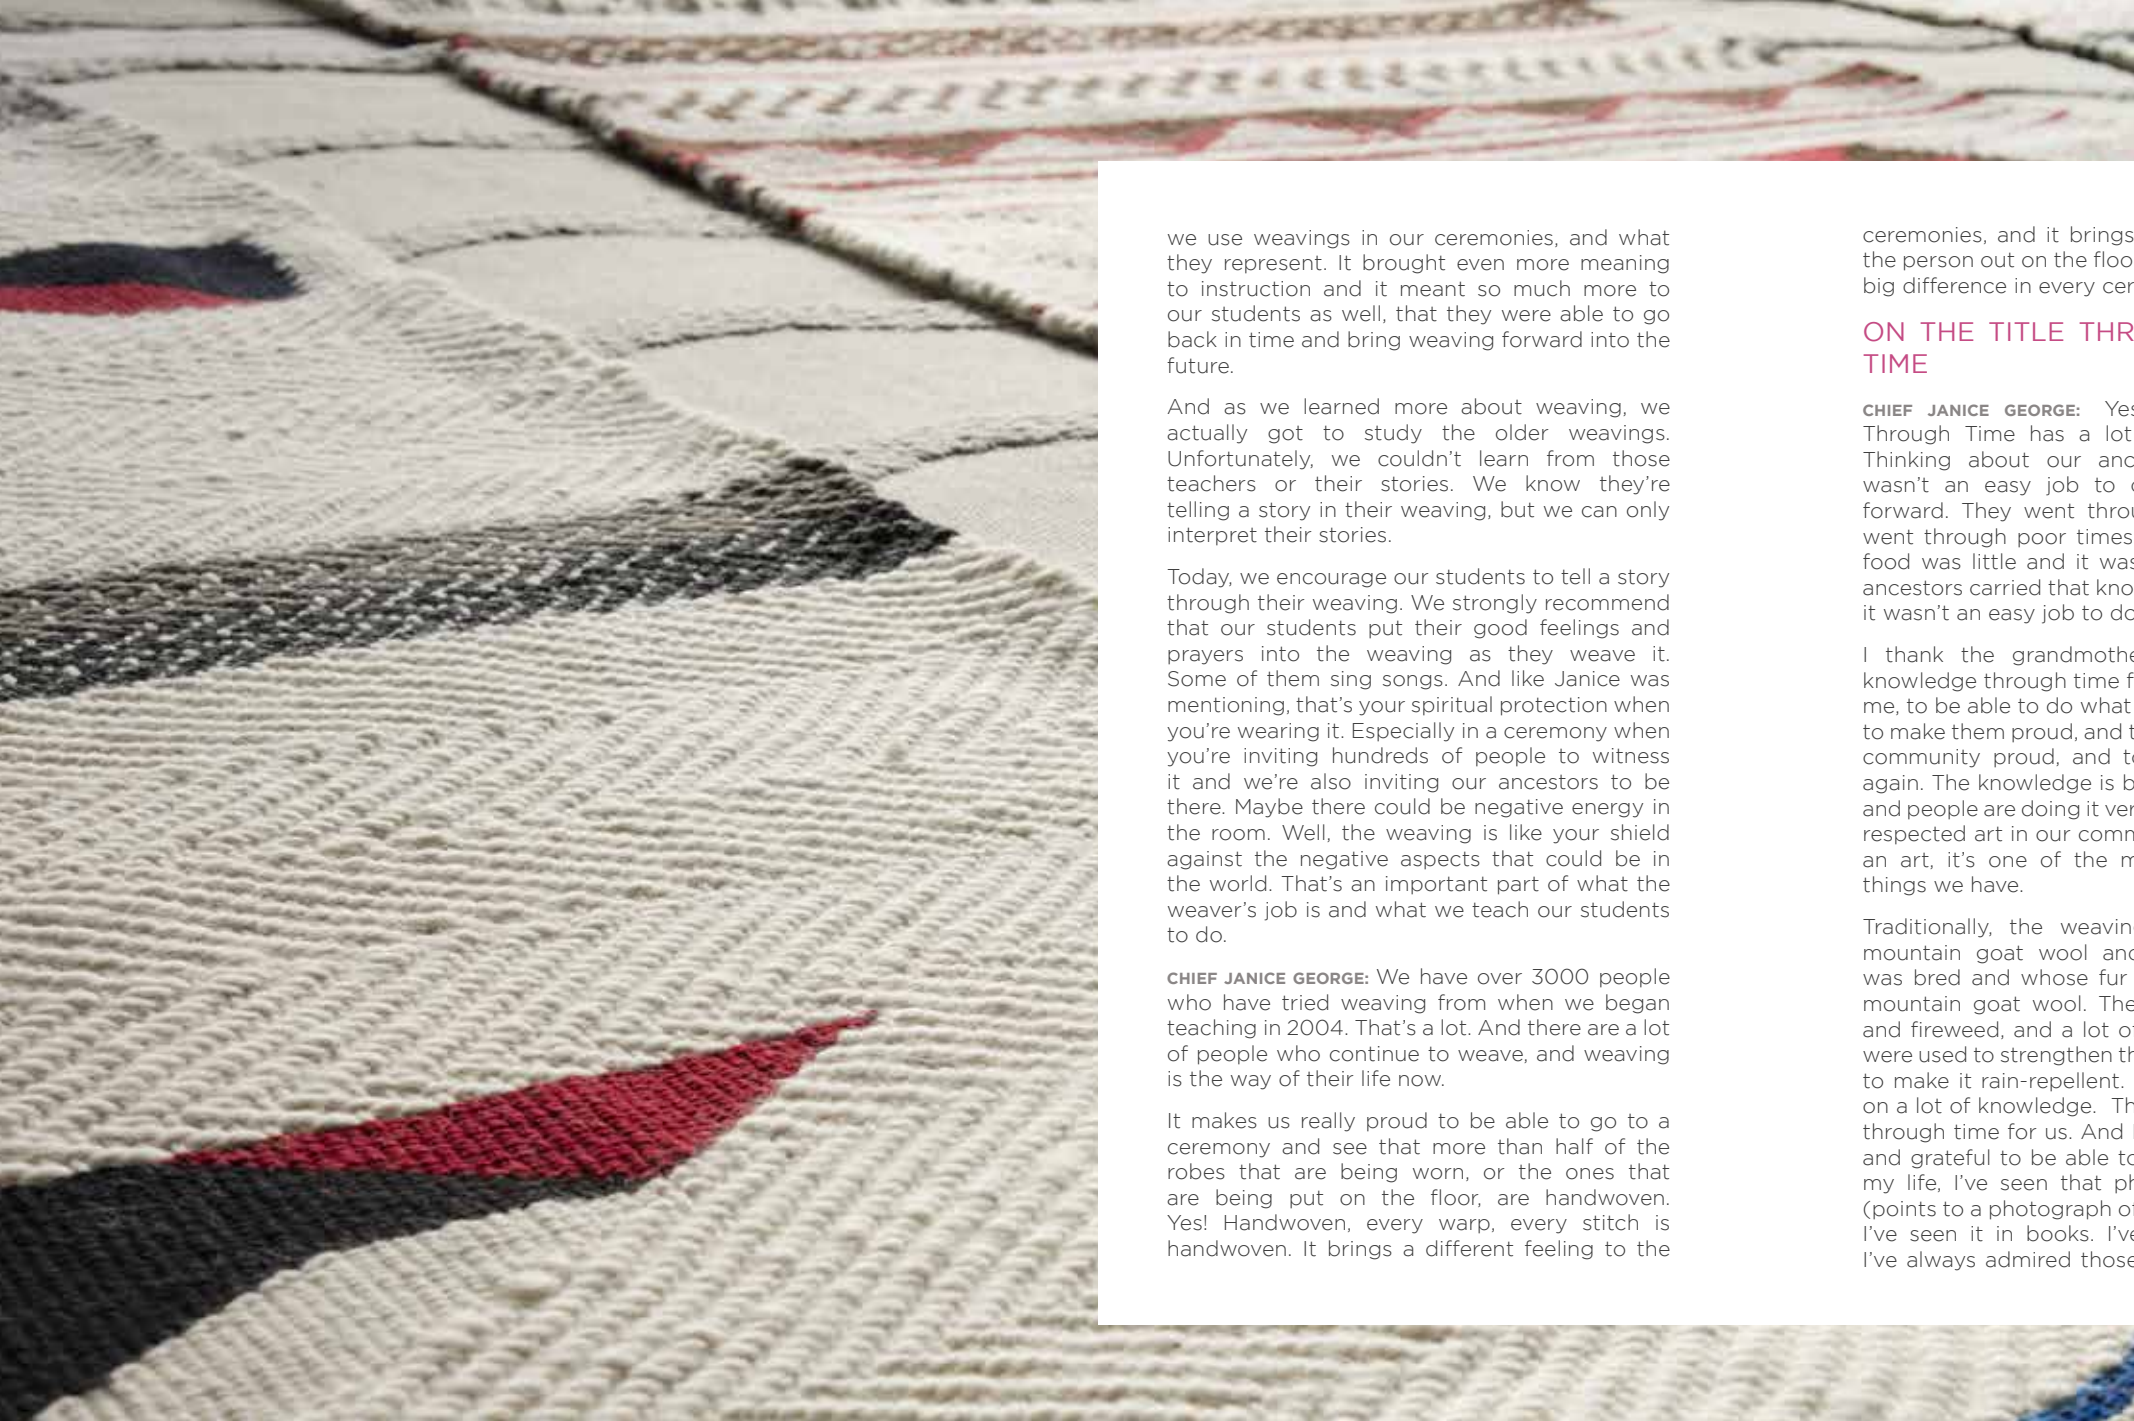 we use weavings in our ceremonies, and what
they represent. It brought even more meaning
to instruction and it meant so much more to
our students as well, that they were able to go
back in time and bring weaving forward into the
future.
And as we learned more about weaving, we
actually got to study the older weavings.
Unfortunately, we couldn’t learn from those
teachers or their stories. We know they’re
telling a story in their weaving, but we can only
interpret their stories.
Today, we encourage our students to tell a story
through their weaving. We strongly recommend
that our students put their good feelings and
prayers into the weaving as they weave it.
Some of them sing songs. And like Janice was
mentioning, that’s your spiritual protection when
you’re wearing it. Especially in a ceremony when
you’re inviting hundreds of people to witness
it and we’re also inviting our ancestors to be
there. Maybe there could be negative energy in
the room. Well, the weaving is like your shield
against the negative aspects that could be in
the world. That’s an important part of what the
weaver’s job is and what we teach our students
to do.
CHIEF JANICE GEORGE: We have over 3000 people
who have tried weaving from when we began
teaching in 2004. That’s a lot. And there are a lot
of people who continue to weave, and weaving
is the way of their life now.
It makes us really proud to be able to go to a
ceremony and see that more than half of the
robes that are being worn, or the ones that
are being put on the floor, are handwoven.
Yes! Handwoven, every warp, every stitch is
handwoven. It brings a different feeling to the
ceremonies, and it brings
the person out on the
big difference in every
ON THE TITLE
TIME
CHIEF JANICE GEORGE:
Through Time has a lot
Thinking about our
wasn’t an easy job to
forward. They went
went through poor times
food was little and it
ancestors carried that
it wasn’t an easy job to
I thank the
knowledge through time
me, to be able to do what
to make them proud, and
community proud, and
again. The knowledge is
and people are doing it
respected art in our
an art, it’s one of the
things we have.
Traditionally, the
mountain goat wool
was bred and whose fur
mountain goat wool.
and fireweed, and a lot
were used to strengthen
to make it rain-repellent.
on a lot of knowledge.
through time for us. And
and grateful to be able
my life, I’ve seen that
(points to a photograph
I’ve seen it in books.
I’ve always admired